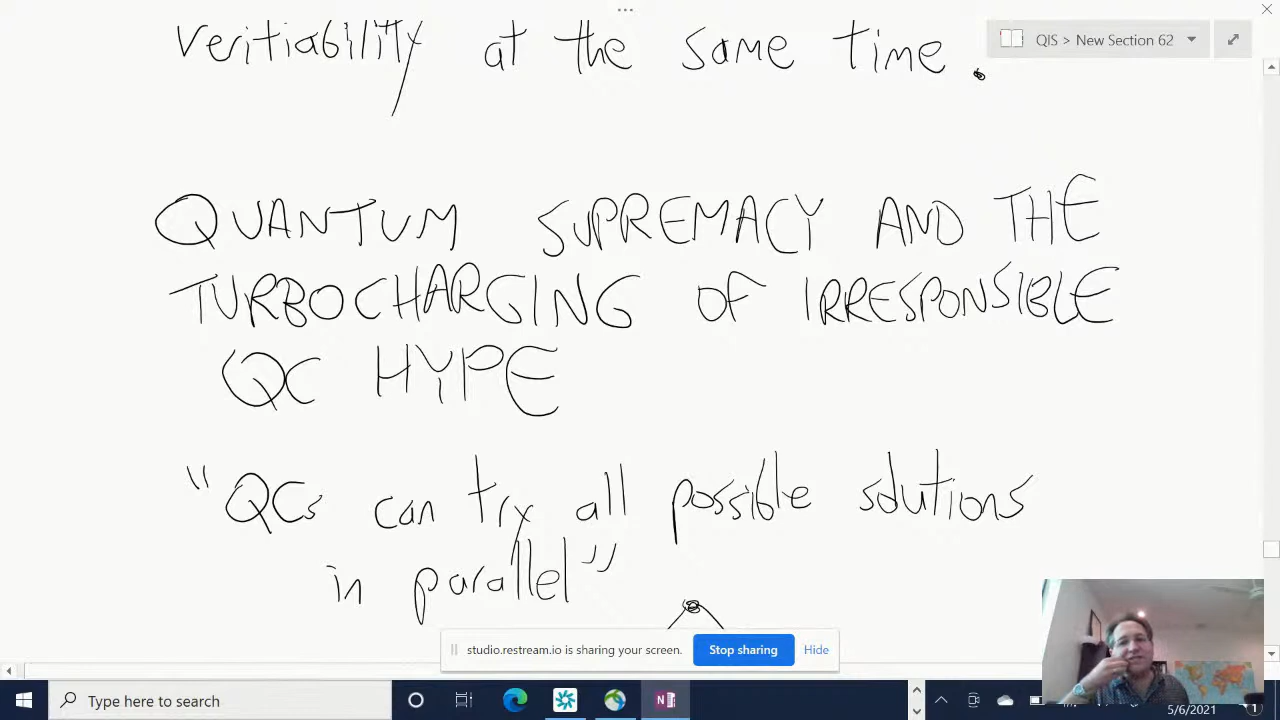 veritiability at the same time.
QIS > New Section 62
QUANTUM SUPREMACY AND THE
TURBOCHARGING OF IRRESPONSIBLE
QC HYPE
"QCs can try all possible solutions
in parallel"
studio.restream.io is sharing your screen.
Stop sharing
Hide
Type here to search
5/6/2021
1